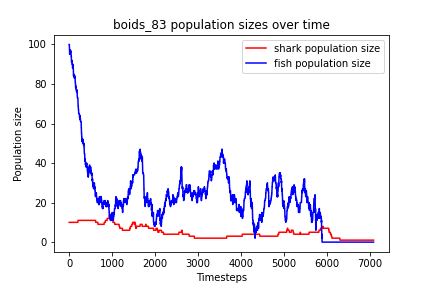 boids_83 population sizes over time
shark population size
fish population size
Population size
100
80
60
40
20
0
0 1000 2000 3000 4000 5000 6000 7000
Timesteps